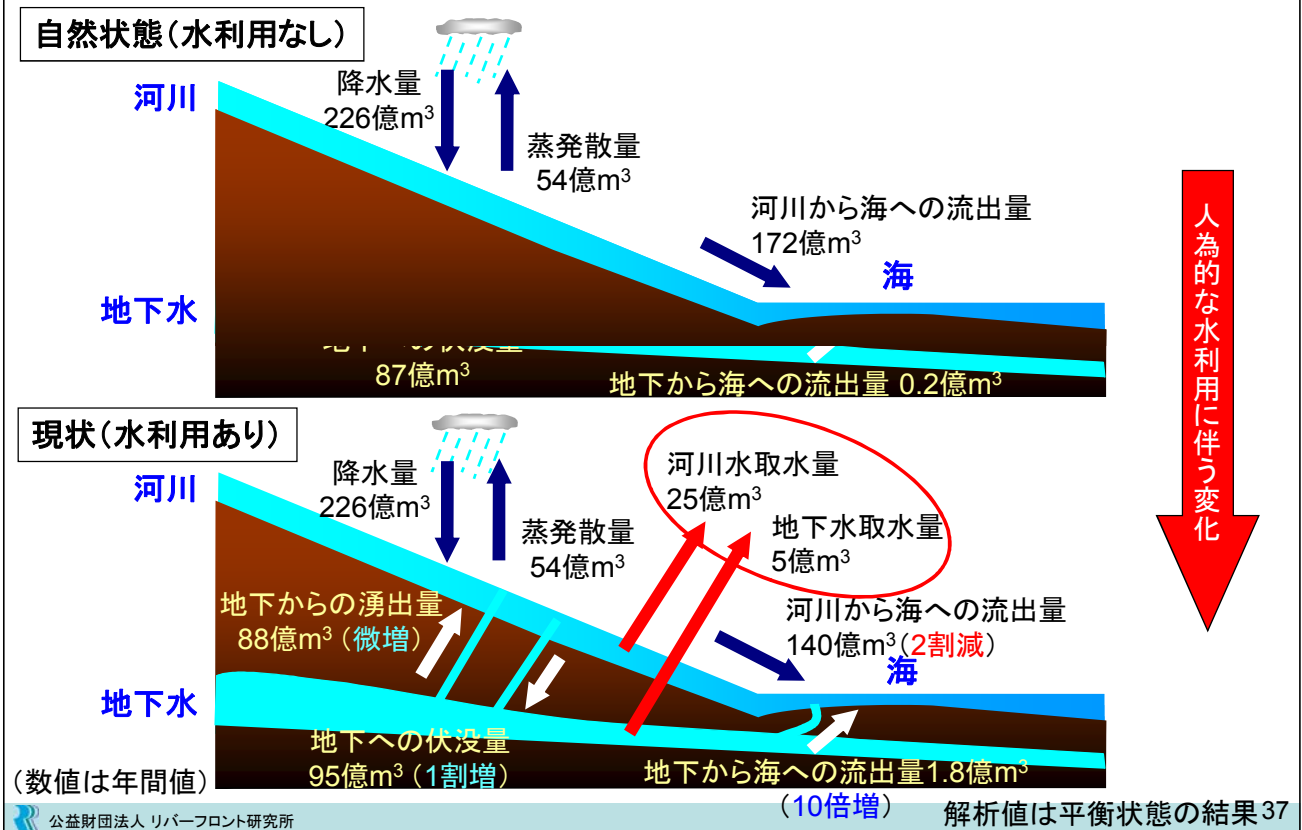 自然状態(水利用なし)
河川
降水量
226億m³
蒸発散量
54億m³
河川から海への流出量
172億m³
海
地下水
87億m³
地下から海への流出量 0.2億m³
人為的な水利用に伴う変化
現状(水利用あり)
河川
降水量
226億m³
蒸発散量
54億m³
河川水取水量
25億m³
地下水取水量
5億m³
地下からの湧出量
88億m³(微増)
河川から海への流出量
140億m³(2割減)
海
地下水
地下への伏没量
95億m³(1割増)
地下から海への流出量1.8億m³
(10倍増)
(数値は年間値)
公益財団法人 リバーフロント研究所
解析値は平衡状態の結果37